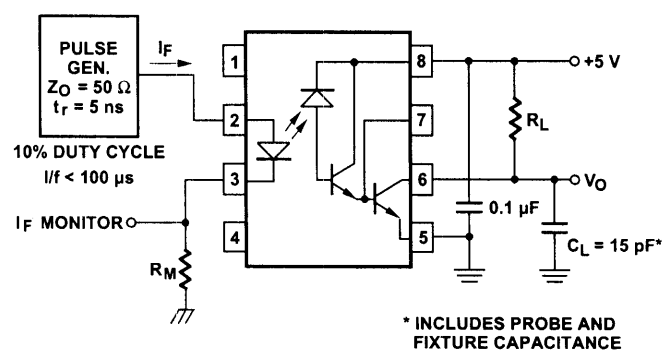 PULSE
GEN.
Z_O = 50 Ω
t_r = 5 ns
I_F
10% DUTY CYCLE
I/f < 100 µs
I_F MONITOR
R_M
1
2
3
4
8
7
6
5
+5 V
R_L
V_O
0.1 µF
C_L = 15 pF*
* INCLUDES PROBE AND
FIXTURE CAPACITANCE